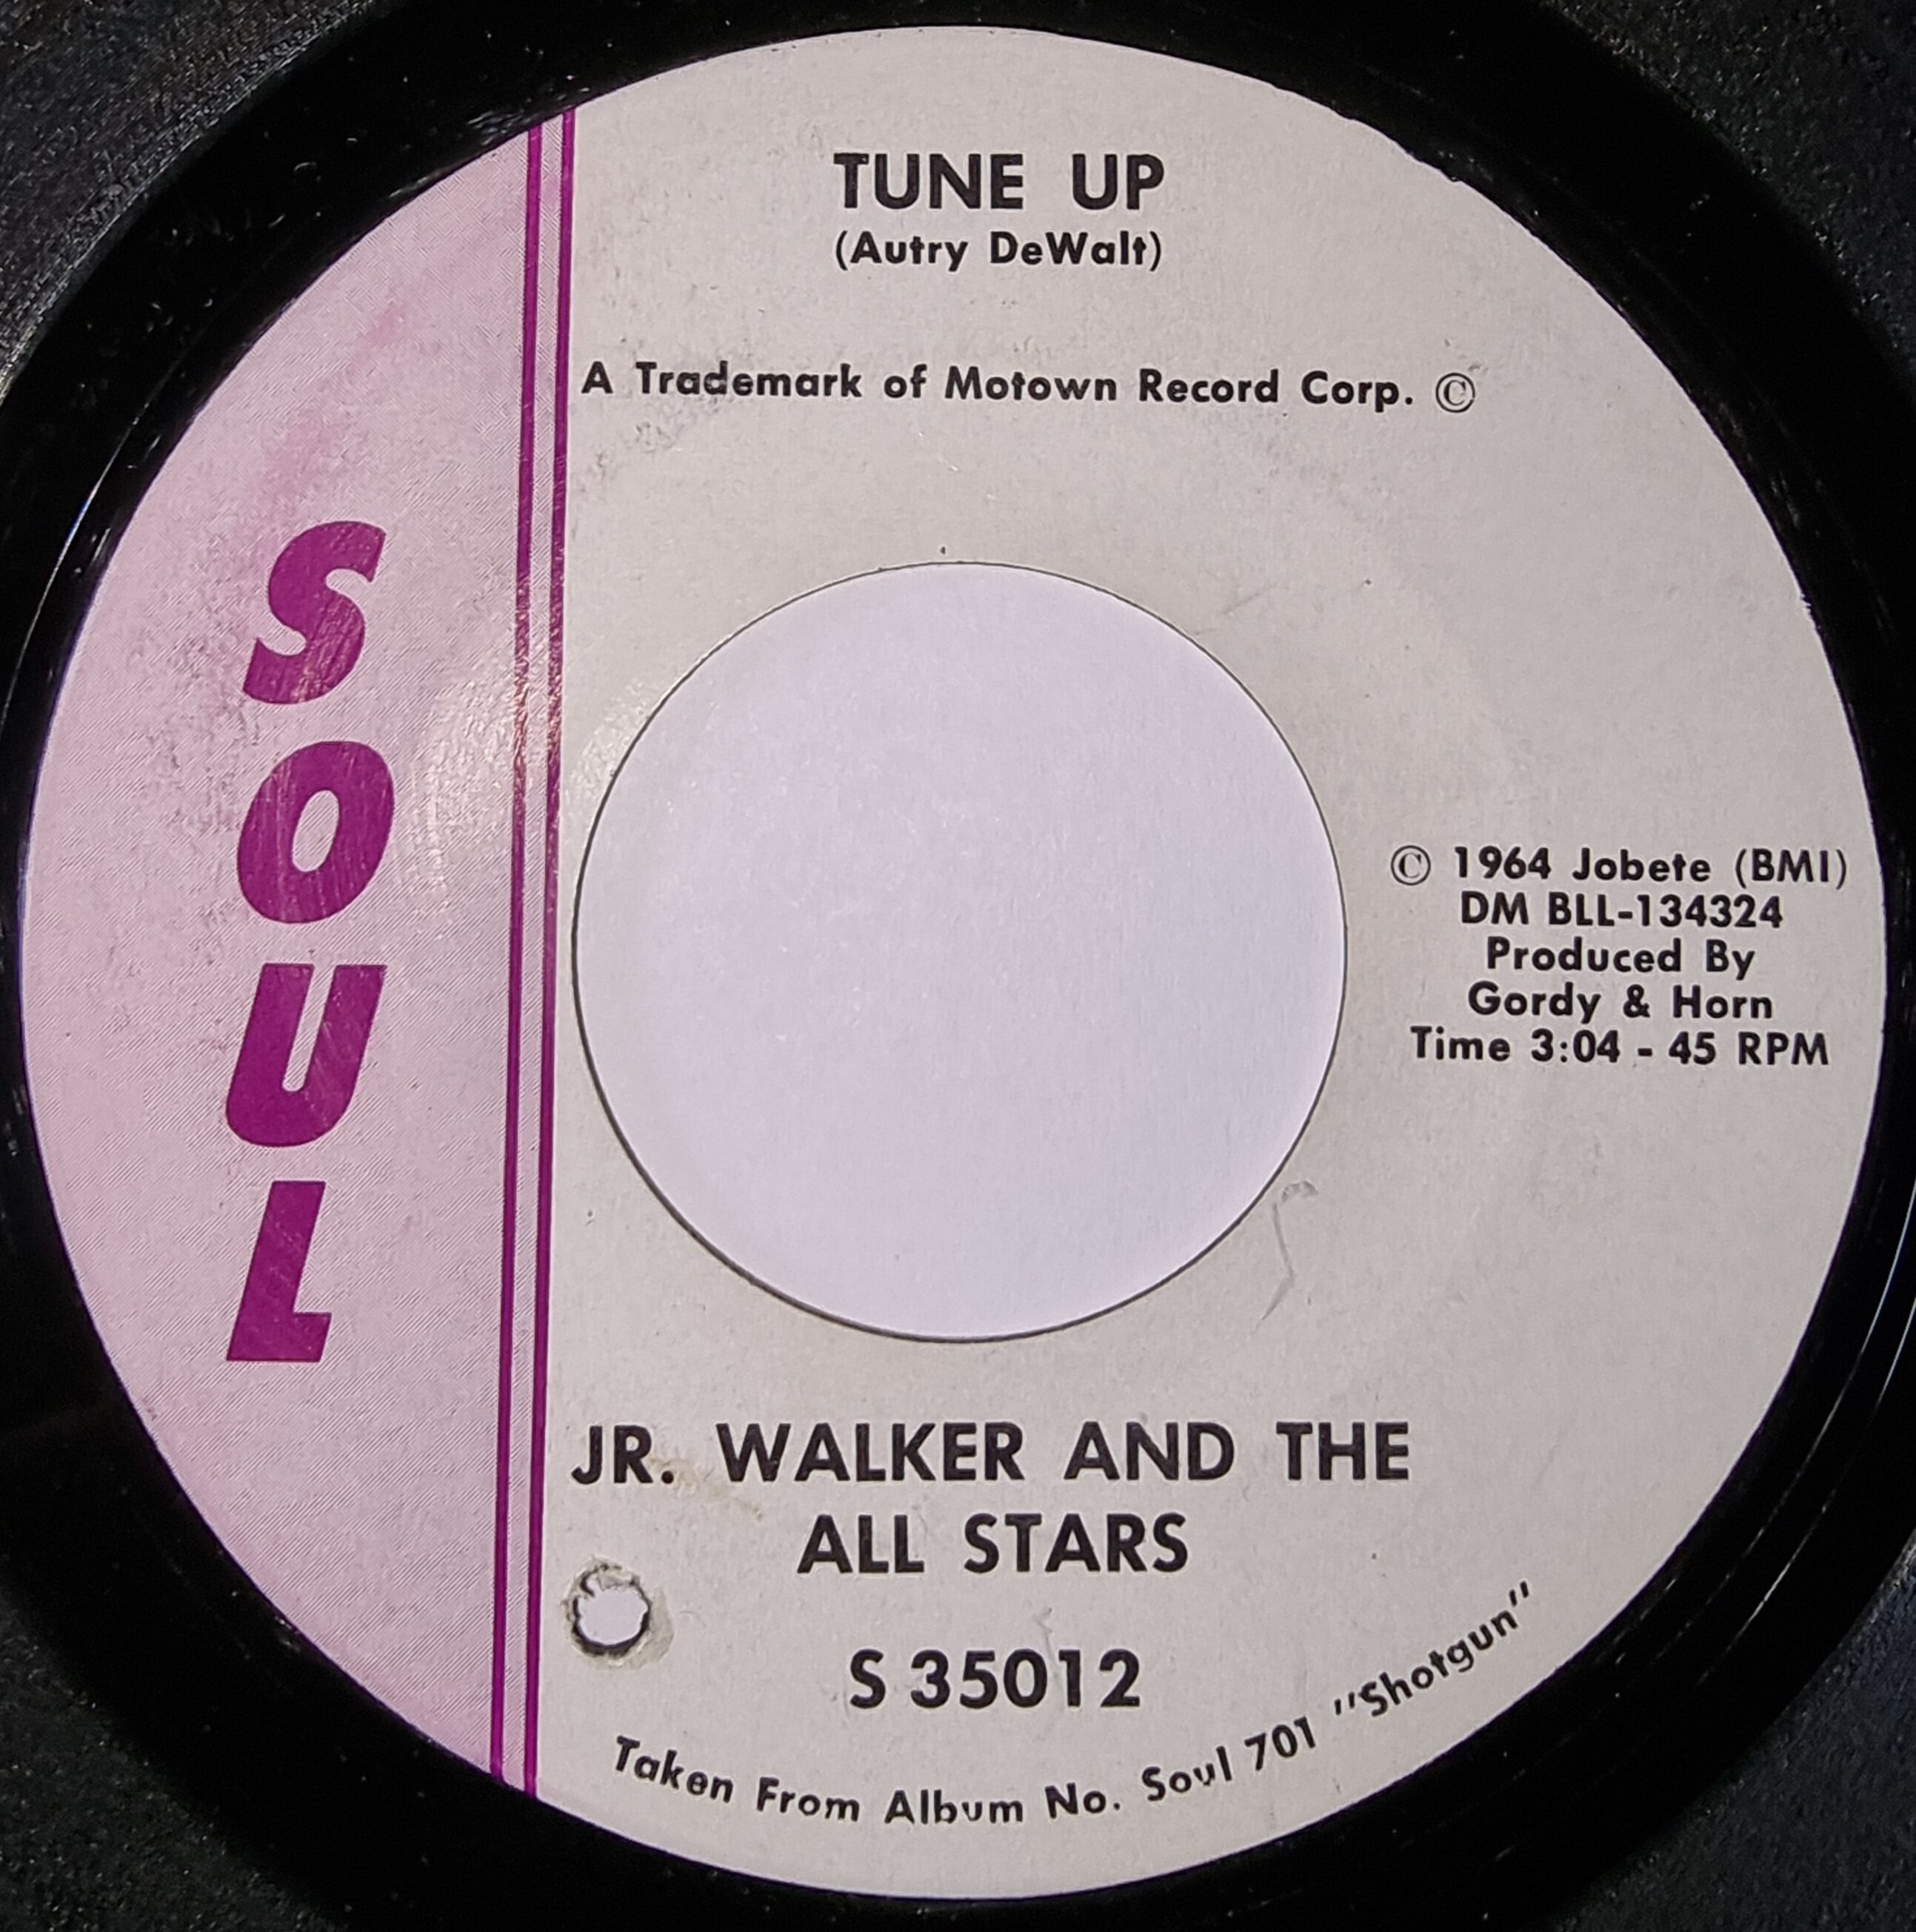 TUNE UP
(Autry DeWalt)
A Trademark of Motown Record Corp. ©
SOUL
© 1964 Jobete (BMI)
DM BLL-134324
Produced By
Gordy & Horn
Time 3:04 - 45 RPM
JR. WALKER AND THE
ALL STARS
S 35012
Taken From Album No. Soul 701 "Shotgun"